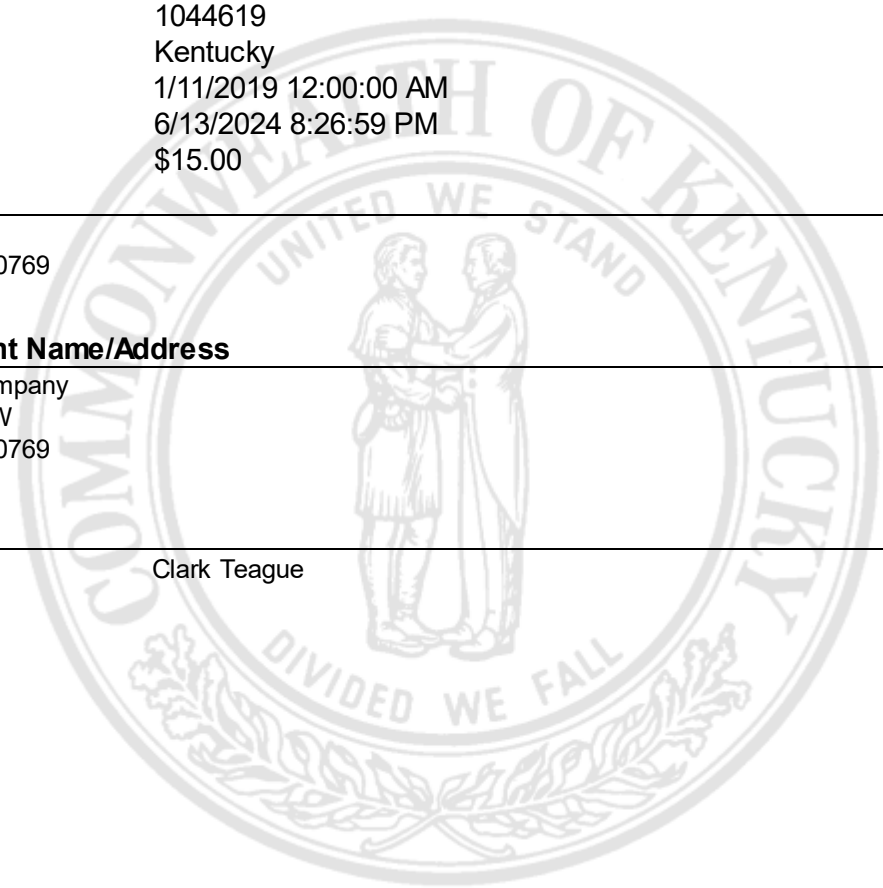 1044619
Kentucky
1/11/2019 12:00:00 AM
6/13/2024 8:26:59 PM
$15.00
COMMONWEALTH OF KENTUCKY
UNITED WE STAND
0769
nt Name/Address
mpany
W
0769
Clark Teague
DIVIDED WE FALL